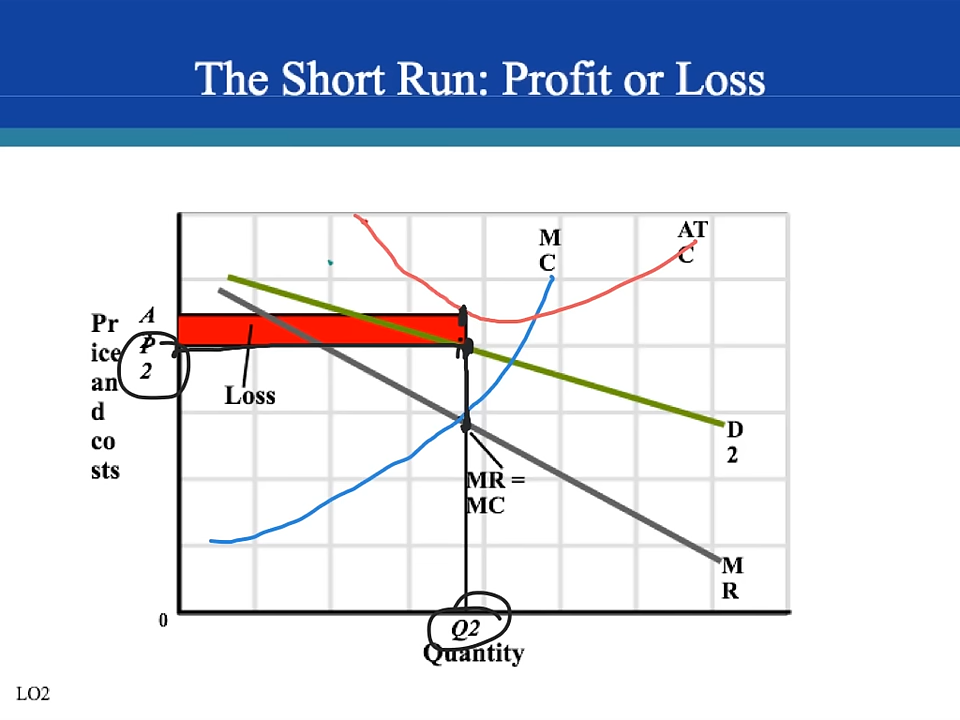 The Short Run: Profit or Loss
M
C
AT
C
Pr
ice
an
d
co
sts
A
P
2
Loss
D
2
MR =
MC
M
R
0
Q2
Quantity
LO2